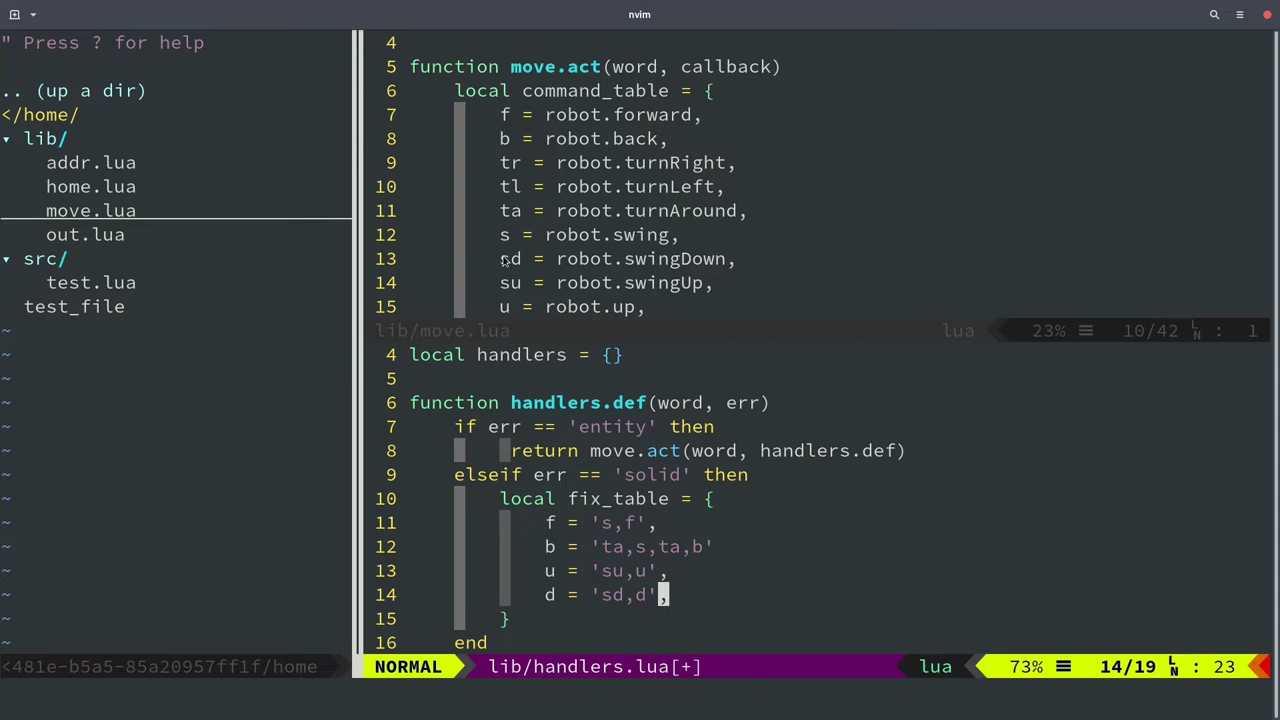 nvim
" Press ? for help
.. (up a dir)
</home/
▾ lib/
addr.lua
home.lua
move.lua
out.lua
▾ src/
test.lua
test_file
~
~
~
~
~
~
~
~
~
~
~
~
~
~
<481e-b5a5-85a20957ff1f/home
4
5 function move.act(word, callback)
6 local command_table = {
7 f = robot.forward,
8 b = robot.back,
9 tr = robot.turnRight,
10 tl = robot.turnLeft,
11 ta = robot.turnAround,
12 s = robot.swing,
13 sd = robot.swingDown,
14 su = robot.swingUp,
15 u = robot.up,
lib/move.lua lua 23% ☰ 10/42 LN : 1
4 local handlers = {}
5
6 function handlers.def(word, err)
7 if err == 'entity' then
8 return move.act(word, handlers.def)
9 elseif err == 'solid' then
10 local fix_table = {
11 f = 's,f',
12 b = 'ta,s,ta,b'
13 u = 'su,u',
14 d = 'sd,d',
15 }
16 end
NORMAL lib/handlers.lua[+] lua 73% ☰ 14/19 LN : 23